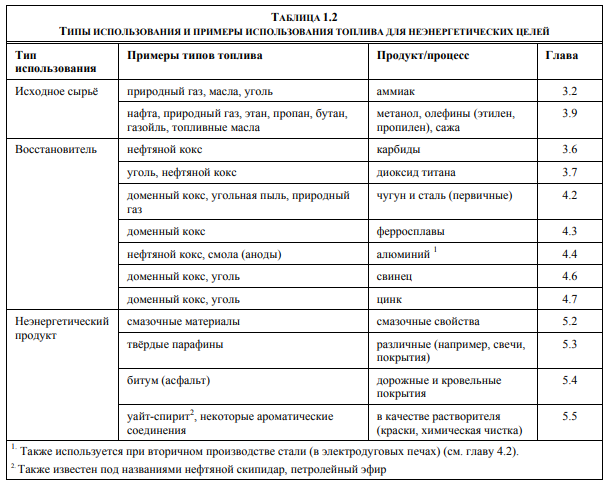 ТАБЛИЦА 1.2
ТИПЫ ИСПОЛЬЗОВАНИЯ И ПРИМЕРЫ ИСПОЛЬЗОВАНИЯ ТОПЛИВА ДЛЯ НЕЭНЕРГЕТИЧЕСКИХ ЦЕЛЕЙ
Тип использования Примеры типов топлива Продукт/процесс Глава
Исходное сырьё природный газ, масла, уголь аммиак 3.2
нафта, природный газ, этан, пропан, бутан, метанол, олефины (этилен, 3.9
газойль, топливные масла пропилен), сажа
Восстановитель нефтяной кокс карбиды 3.6
уголь, нефтяной кокс диоксид титана 3.7
доменный кокс, угольная пыль, природный чугун и сталь (первичные) 4.2
газ
доменный кокс ферросплавы 4.3
нефтяной кокс, смола (аноды) алюминий 1 4.4
доменный кокс, уголь свинец 4.6
доменный кокс, уголь цинк 4.7
Неэнергетический смазочные материалы смазочные свойства 5.2
продукт твёрдые парафины различные (например, свечи, 5.3
покрытия)
битум (асфальт) дорожные и кровельные 5.4
покрытия
уайт-спирит2, некоторые ароматические в качестве растворителя 5.5
соединения (краски, химическая чистка)
1. Также используется при вторичном производстве стали (в электродуговых печах) (см. главу 4.2).
2. Также известен под названиями нефтяной скипидар, петролейный эфир